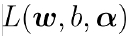 L(𝒘, b, 𝜶)